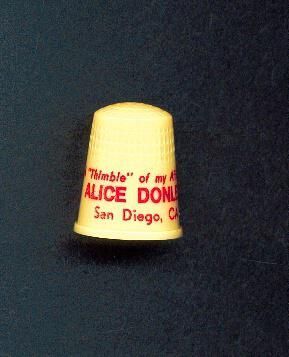 "Thimble" of my
ALICE
San Diego,